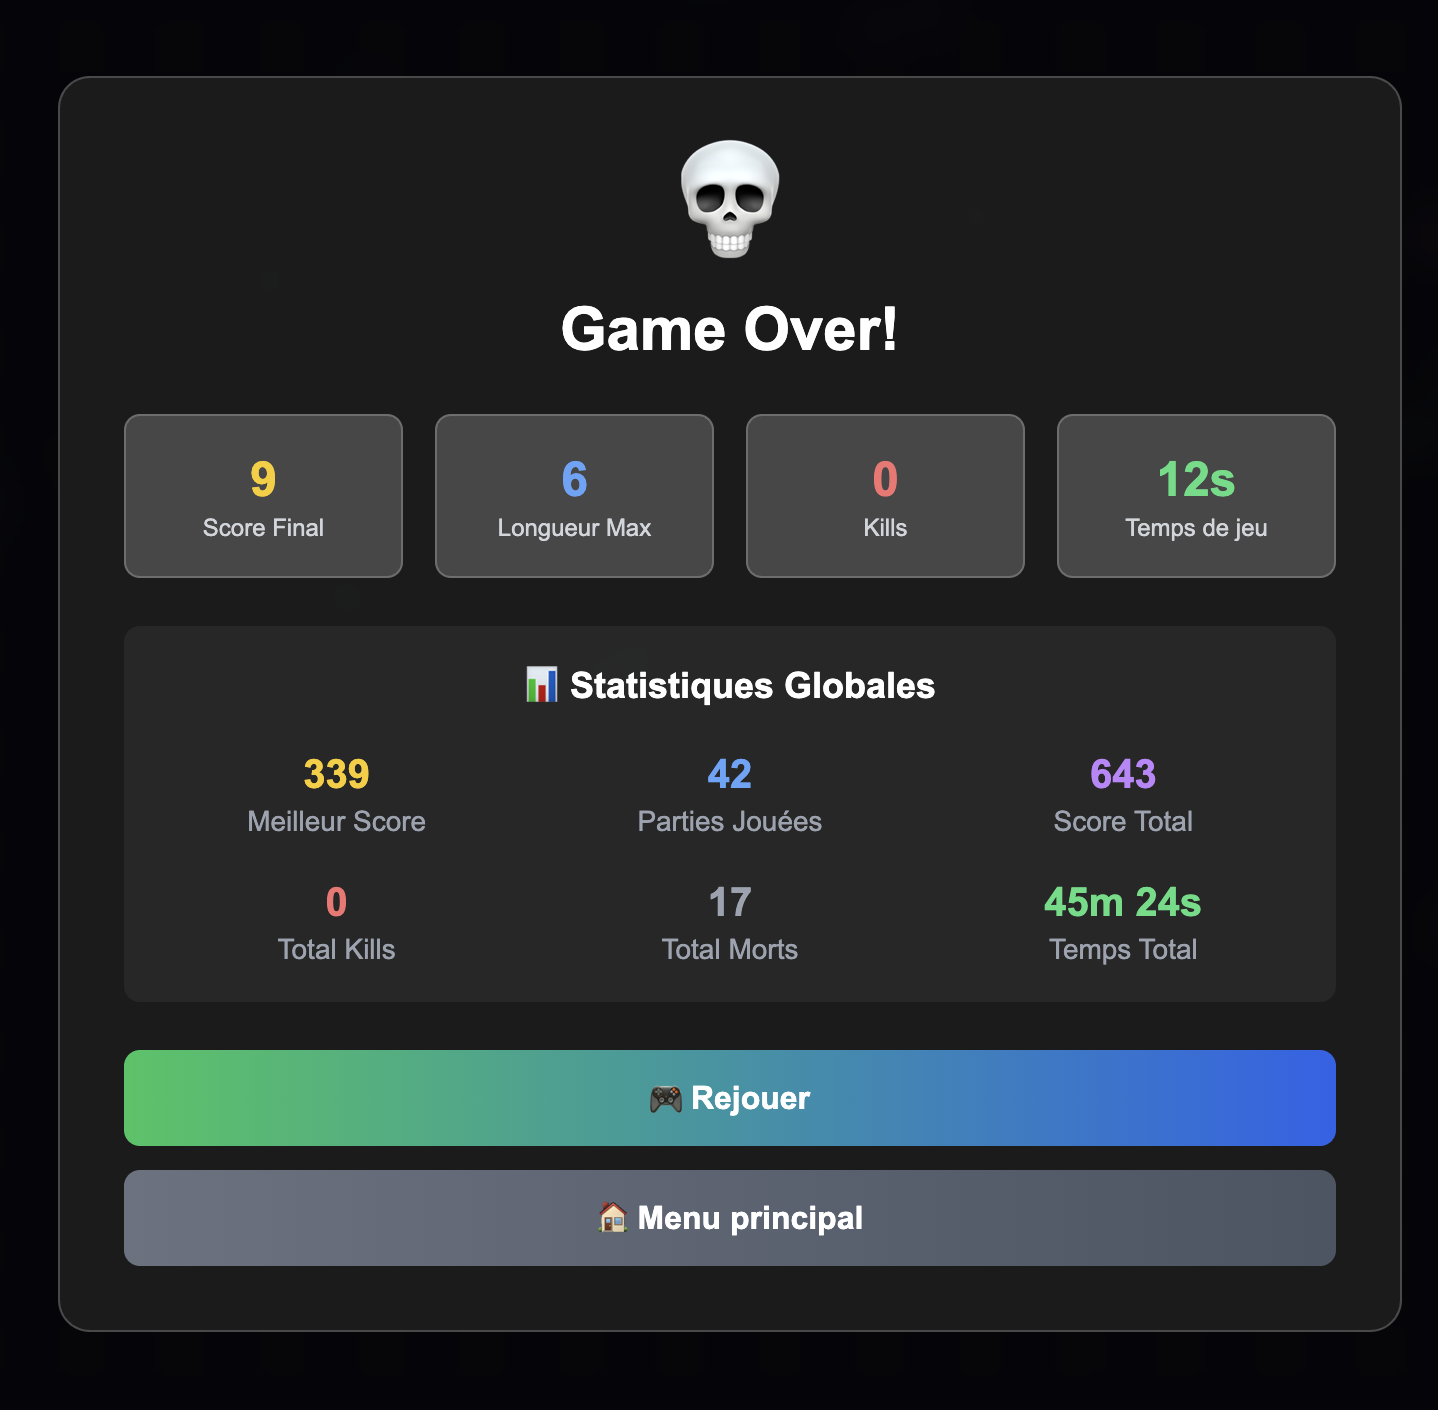 Game Over!
9
Score Final
6
Longueur Max
0
Kills
12s
Temps de jeu
📊 Statistiques Globales
339
Meilleur Score
42
Parties Jouées
643
Score Total
0
Total Kills
17
Total Morts
45m 24s
Temps Total
🎮 Rejouer
🏠 Menu principal